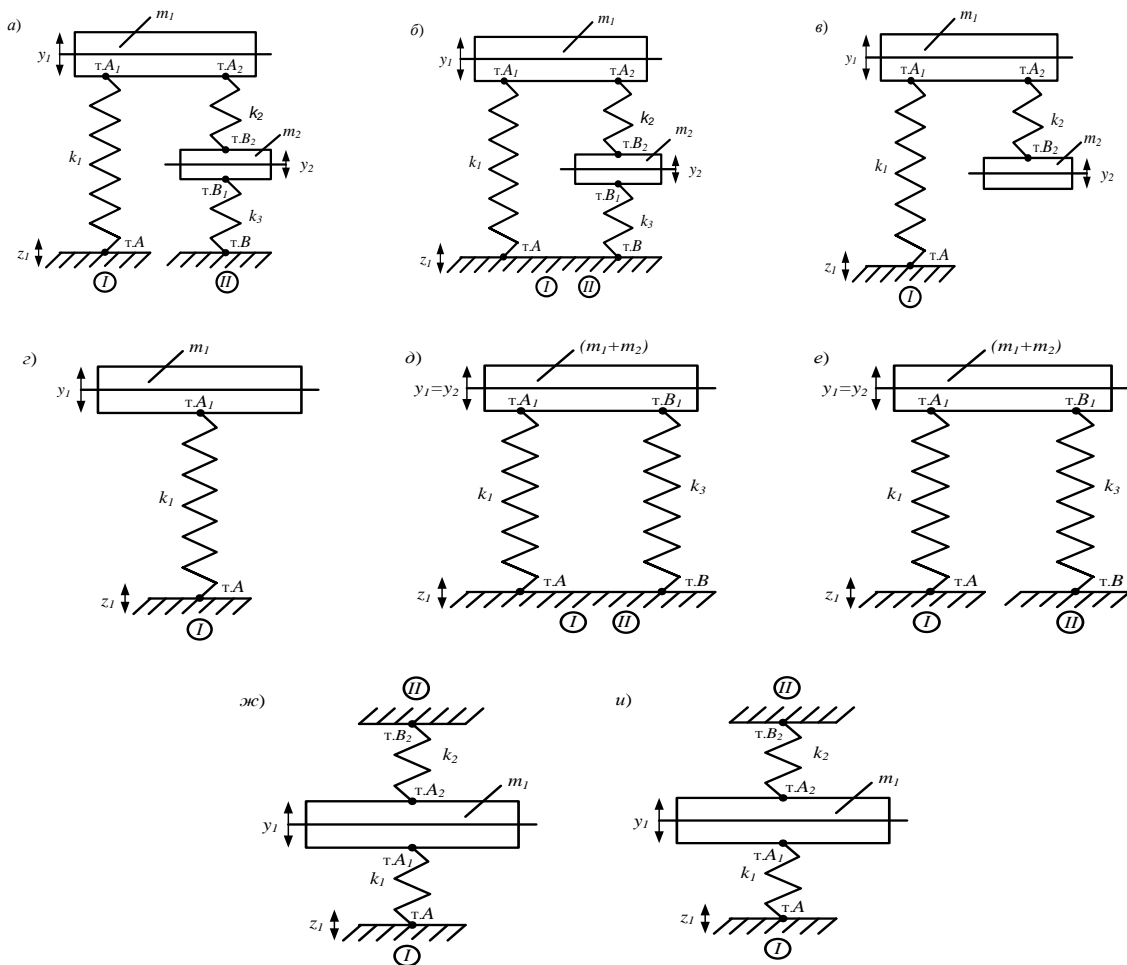 а)
m₁
y₁
т.A₁
т.A₂
k₂
т.B₂
m₂
y₂
k₁
т.B₁
k₃
т.A
т.B
z₁
I
II
б)
m₁
y₁
т.A₁
т.A₂
k₂
т.B₂
m₂
y₂
k₁
т.B₁
k₃
т.A
т.B
z₁
I
II
в)
m₁
y₁
т.A₁
т.A₂
k₂
т.B₂
m₂
y₂
k₁
т.A
z₁
I
г)
m₁
y₁
т.A₁
k₁
т.A
z₁
I
д)
(m₁+m₂)
y₁=y₂
т.A₁
т.B₁
k₁
k₃
т.A
т.B
z₁
I
II
е)
(m₁+m₂)
y₁=y₂
т.A₁
т.B₁
k₁
k₃
т.A
т.B
z₁
I
II
ж)
II
т.B₂
k₂
т.A₂
m₁
y₁
т.A₁
k₁
т.A
z₁
I
и)
II
т.B₂
k₂
т.A₂
m₁
y₁
т.A₁
k₁
т.A
z₁
I